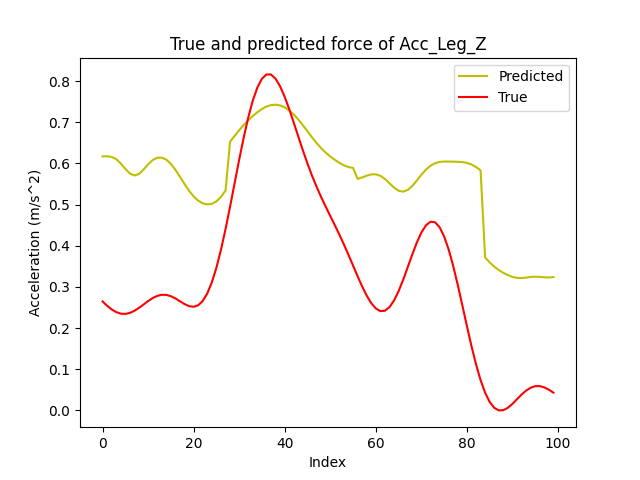 True and predicted force of Acc_Leg_Z
Predicted
True
Acceleration (m/s^2)
0.8
0.7
0.6
0.5
0.4
0.3
0.2
0.1
0.0
0 20 40 60 80 100
Index